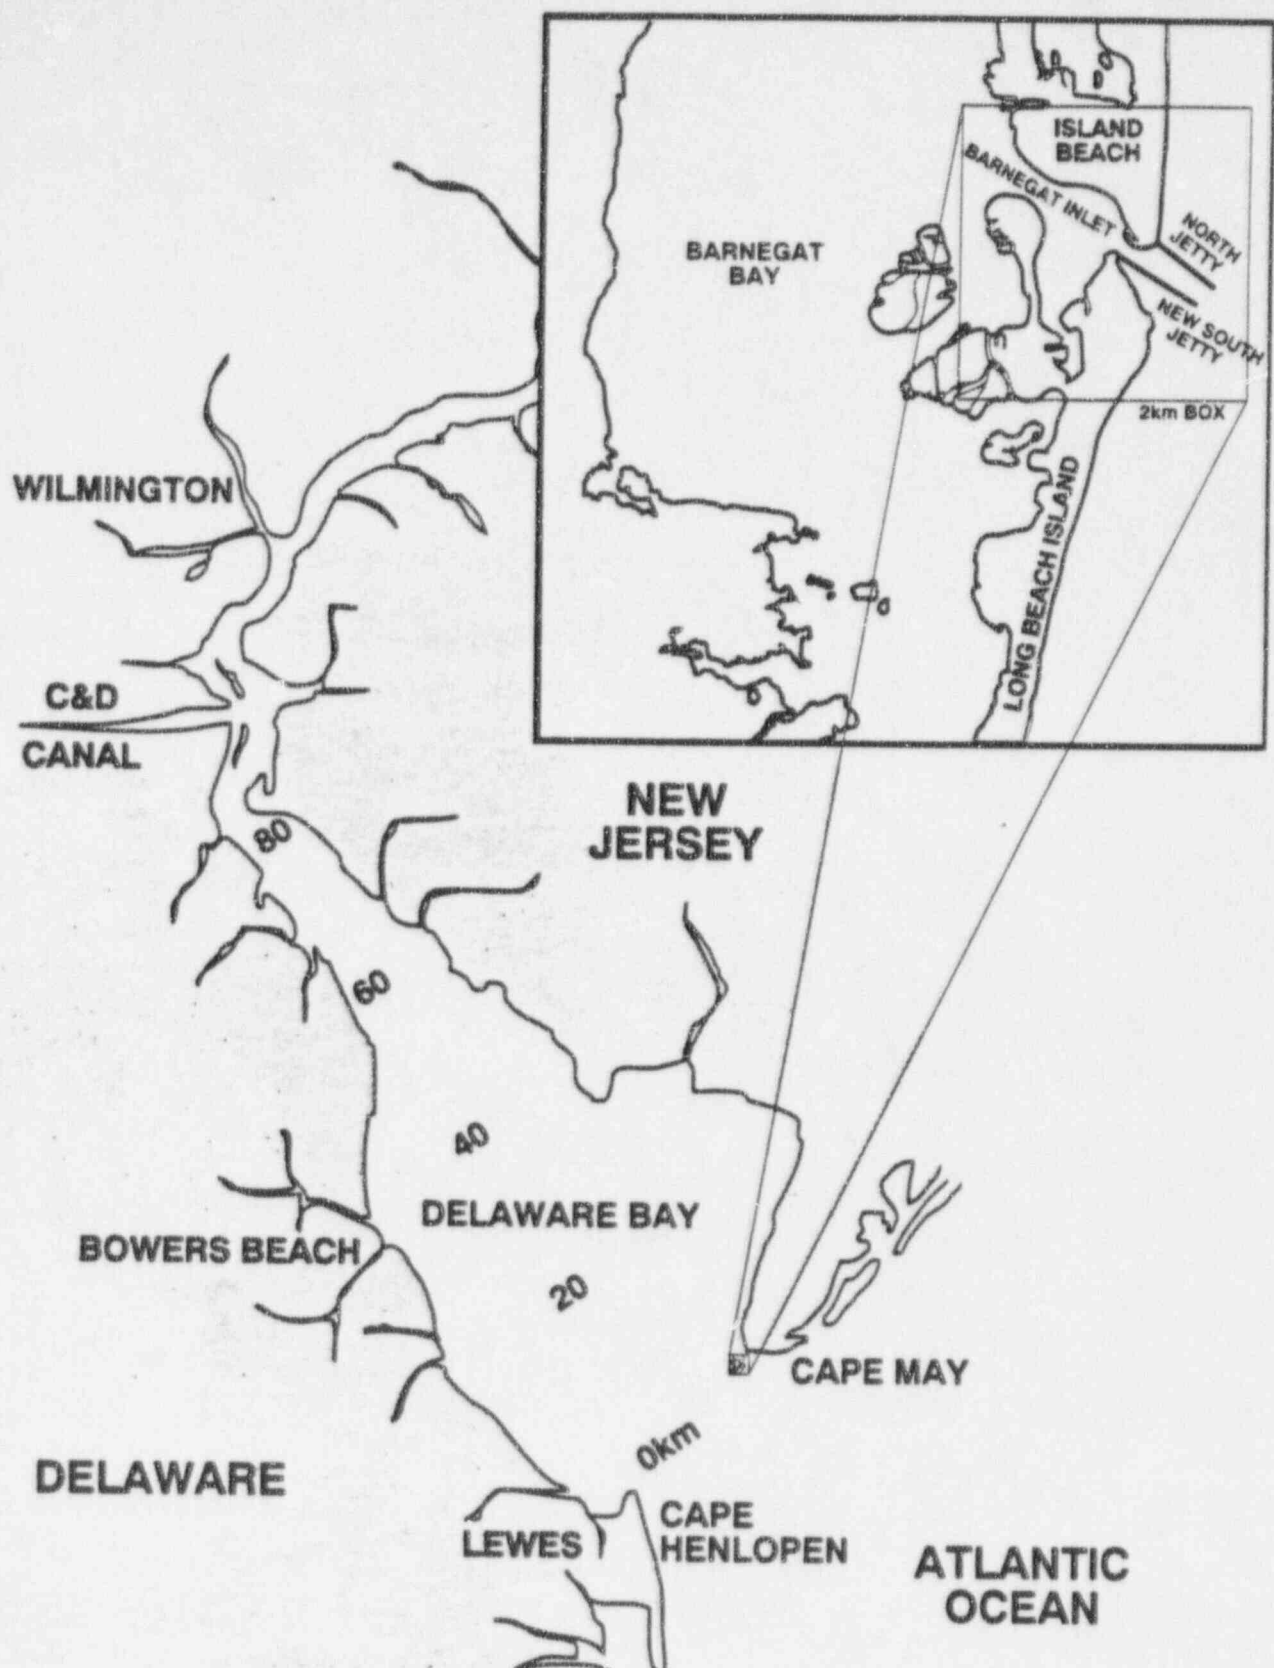 ISLAND
BEACH
BARNEGAT INLET
NORTH
JETTY
BARNEGAT
BAY
NEW SOUTH
JETTY
2km BOX
WILMINGTON
LONG BEACH ISLAND
C&D
CANAL
NEW
JERSEY
80
60
40
DELAWARE BAY
BOWERS BEACH
20
CAPE MAY
0km
DELAWARE
CAPE
HENLOPEN
LEWES
ATLANTIC
OCEAN